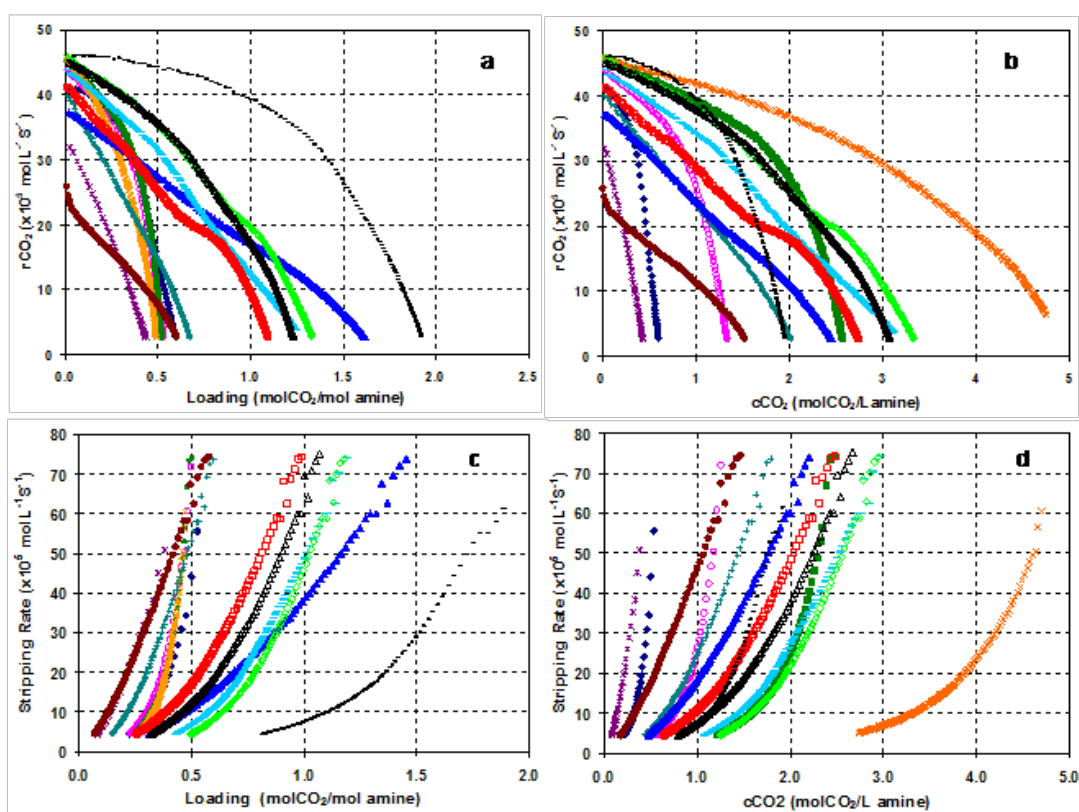 a
50
40
30
20
10
0
rCO₂ (x10⁶ mol L⁻¹ S⁻¹)
0.0 0.5 1.0 1.5 2.0 2.5
Loading (molCO₂/mol amine)
b
50
40
30
20
10
0
rCO₂ (x10⁶ mol L⁻¹ S⁻¹)
0 1 2 3 4 5
cCO₂ (molCO₂/L amine)
c
80
70
60
50
40
30
20
10
0
Stripping Rate (x10⁶ mol L⁻¹S⁻¹)
0.0 0.5 1.0 1.5 2.0
Loading (molCO₂/mol amine)
d
80
70
60
50
40
30
20
10
0
Stripping Rate (x10⁶ mol L⁻¹S⁻¹)
0.0 1.0 2.0 3.0 4.0 5.0
cCO2 (molCO₂/L amine)